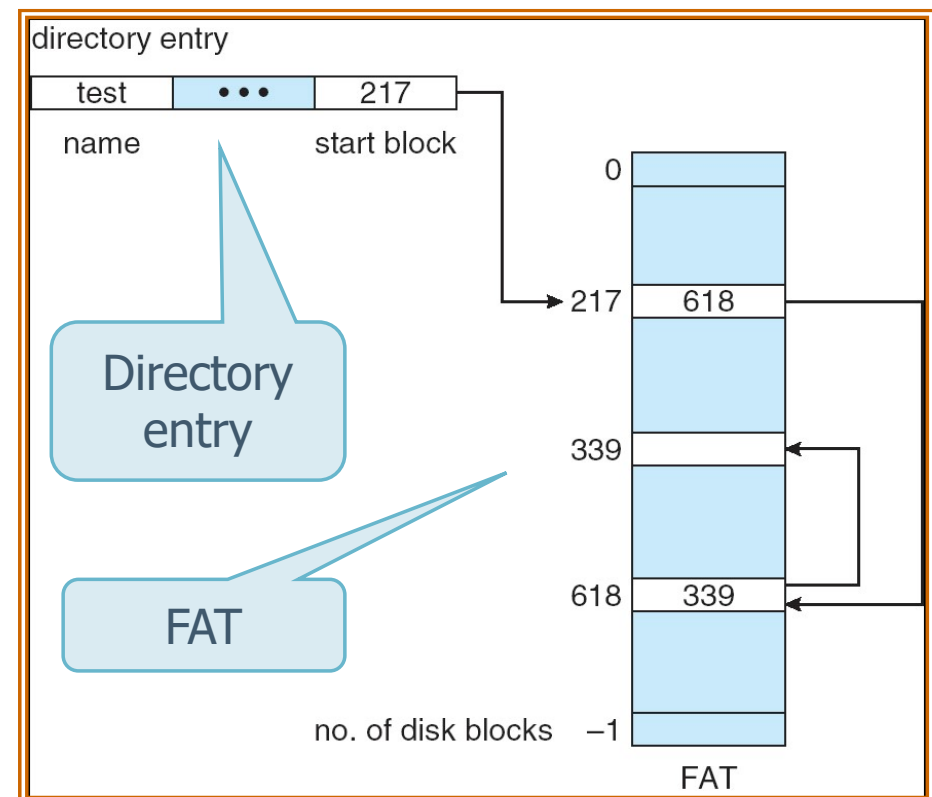 directory entry
test ••• 217
name start block
0
217 618
Directory
entry
339
618 339
FAT
no. of disk blocks –1
FAT